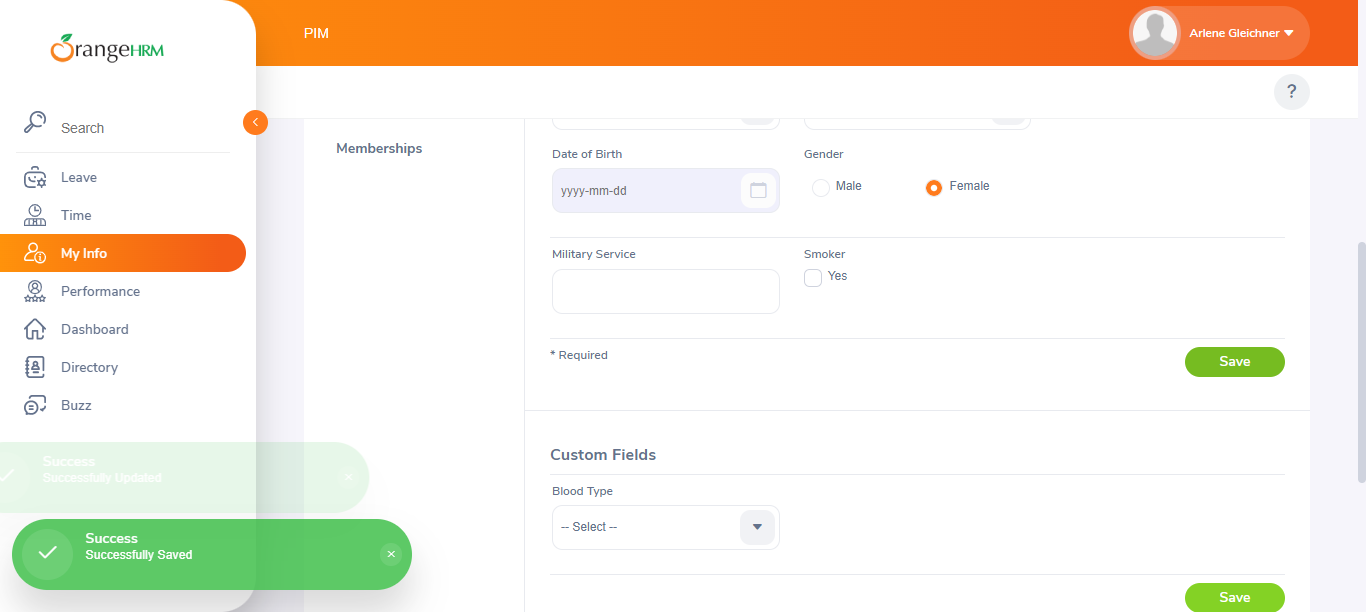 OrangeHRM
PIM
Arlene Gleichner
?
Search
Leave
Time
My Info
Performance
Dashboard
Directory
Buzz
Memberships
Date of Birth
Gender
yyyy-mm-dd
Male
Female
Military Service
Smoker
Yes
* Required
Save
Custom Fields
Blood Type
-- Select --
Save
Success
Successfully Updated
Success
Successfully Saved